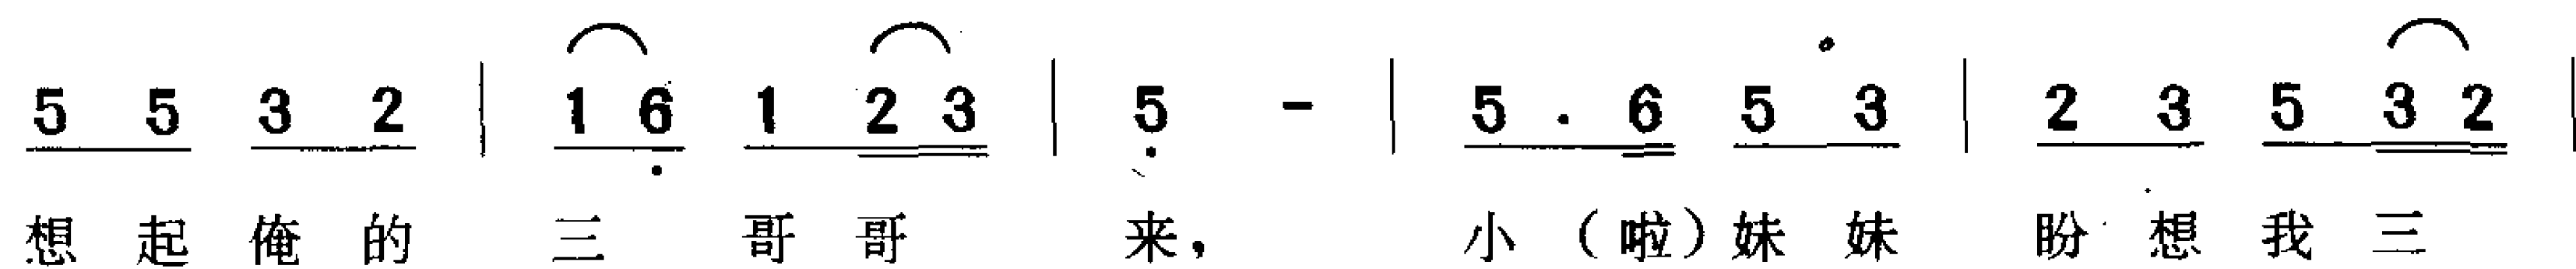 5 5 3 2 | 1 6 1 2 3 | 5 - | 5 . 6 5 3 | 2 3 5 3 2 |
想起俺的 三 哥哥 来， 小（啦）妹妹 盼想我三